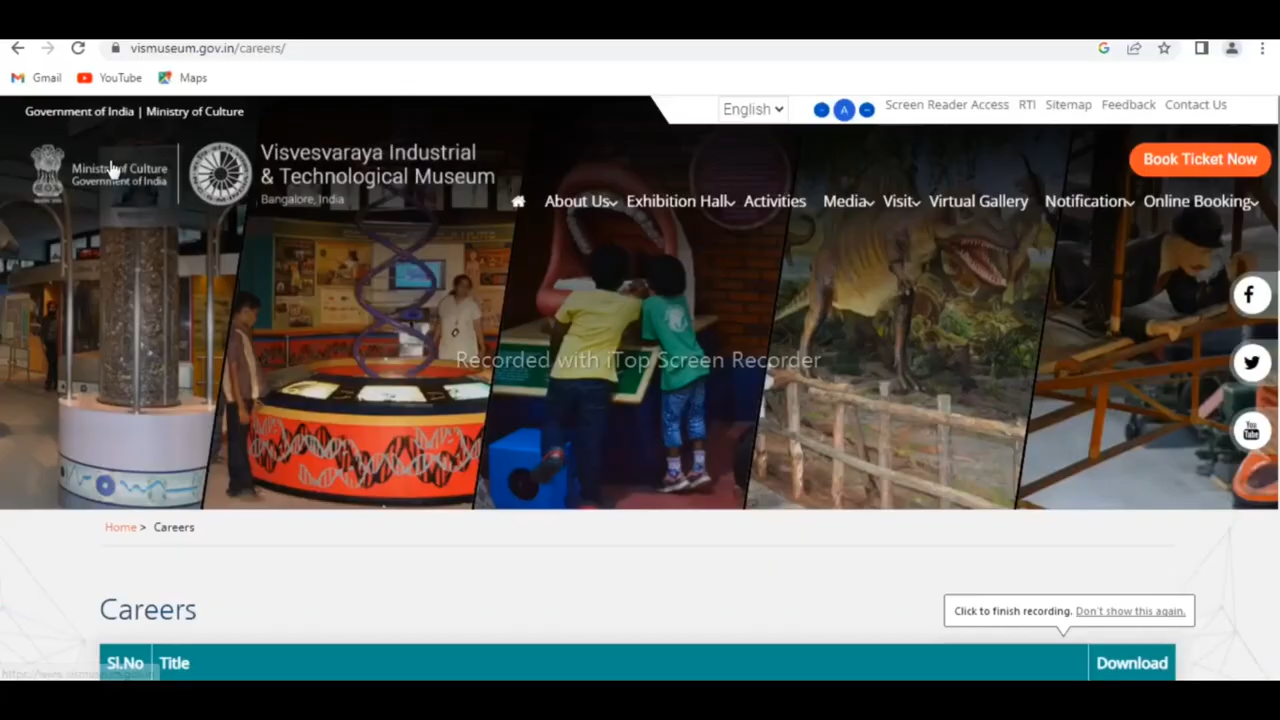 vismuseum.gov.in/careers/
Gmail YouTube Maps
Government of India | Ministry of Culture
English
A
Screen Reader Access RTI Sitemap Feedback Contact Us
Ministry of Culture
Government of India
Visvesvaraya Industrial
& Technological Museum
Bangalore, India
Book Ticket Now
About Us Exhibition Hall Activities Media Visit Virtual Gallery Notification Online Booking
Recorded with iTop Screen Recorder
You
Tube
Home > Careers
Careers
Click to finish recording. Don't show this again.
Sl.No Title Download